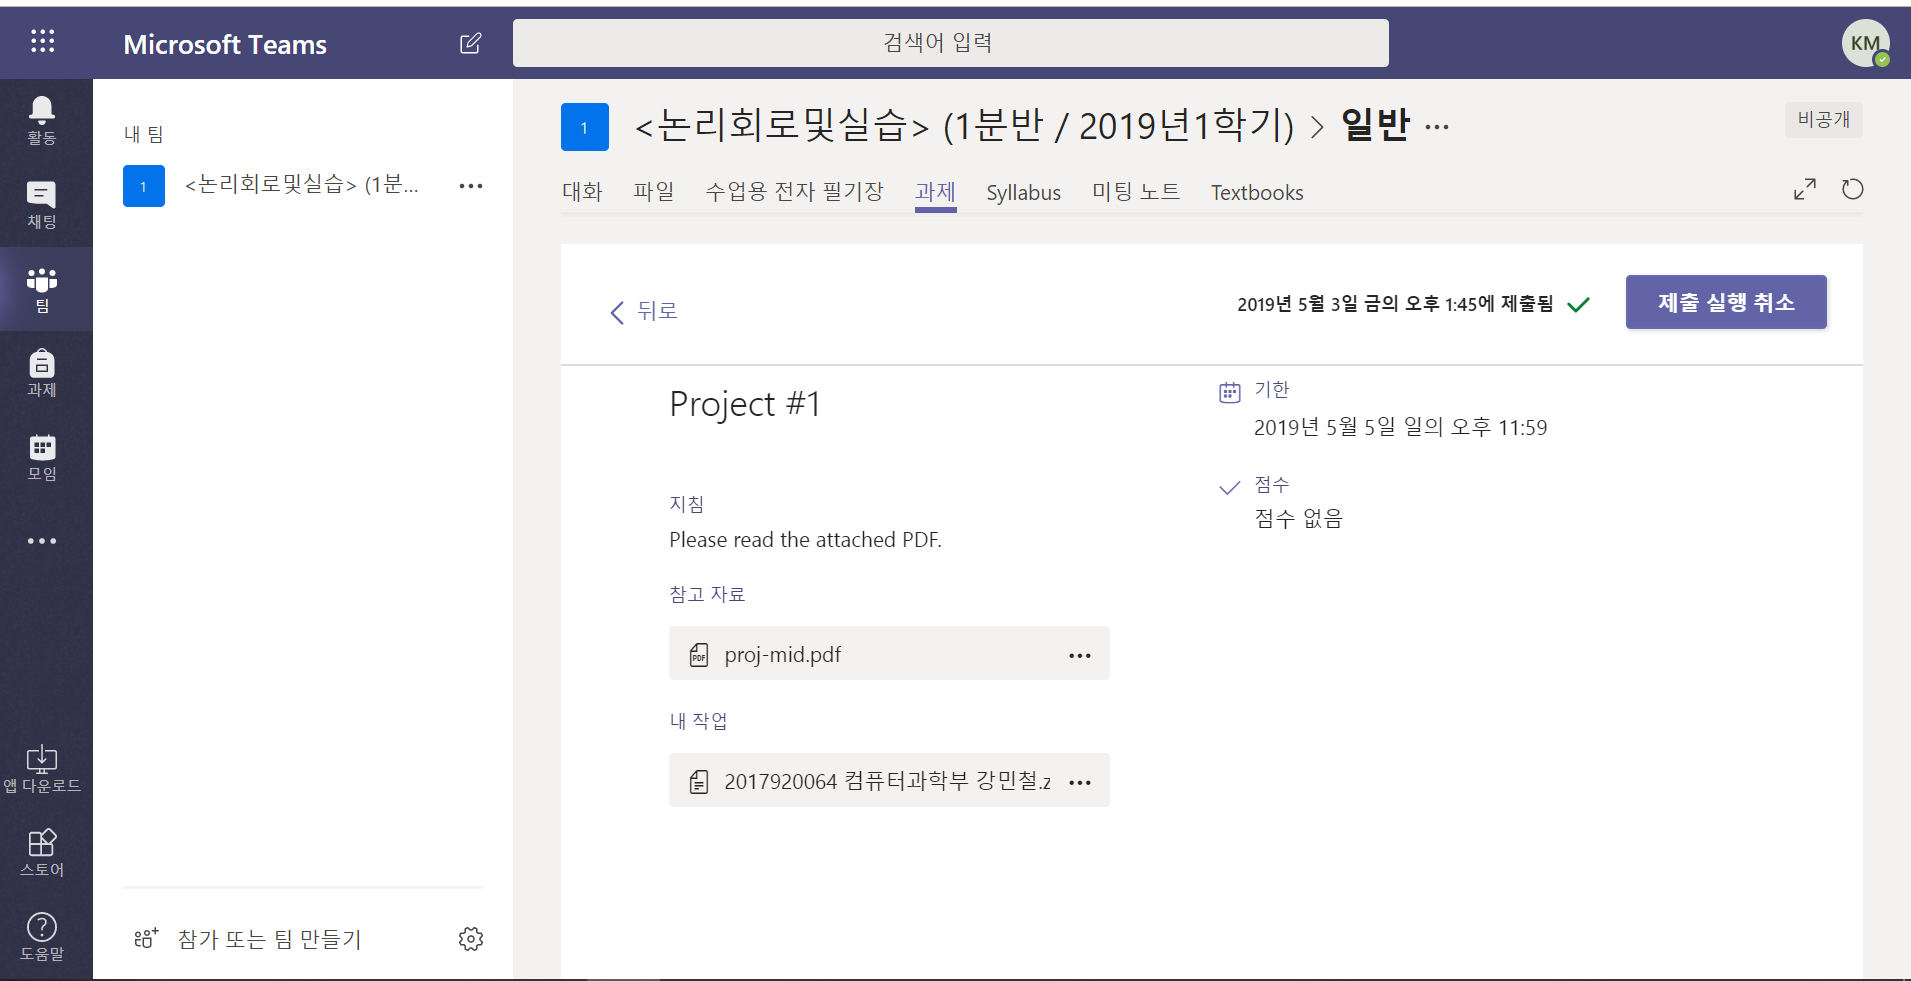 Microsoft Teams
검색어 입력
KM
활동
채팅
팀
과제
모임
앱 다운로드
스토어
도움말
내 팀
1
<논리회로및실습> (1분...
참가 또는 팀 만들기
1
<논리회로및실습> (1분반 / 2019년1학기) > 일반 ...
비공개
대화 파일 수업용 전자 필기장 과제 Syllabus 미팅 노트 Textbooks
뒤로
2019년 5월 3일 금의 오후 1:45에 제출됨
제출 실행 취소
Project #1
지침
Please read the attached PDF.
참고 자료
PDF
proj-mid.pdf
내 작업
2017920064 컴퓨터과학부 강민철.z
기한
2019년 5월 5일 일의 오후 11:59
점수
점수 없음